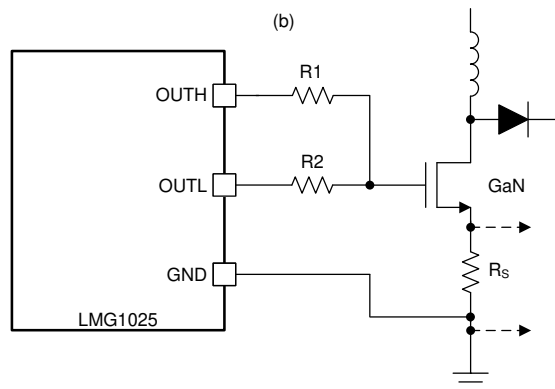 (b)
R1
OUTH
R2
OUTL
GaN
GND
RS
LMG1025